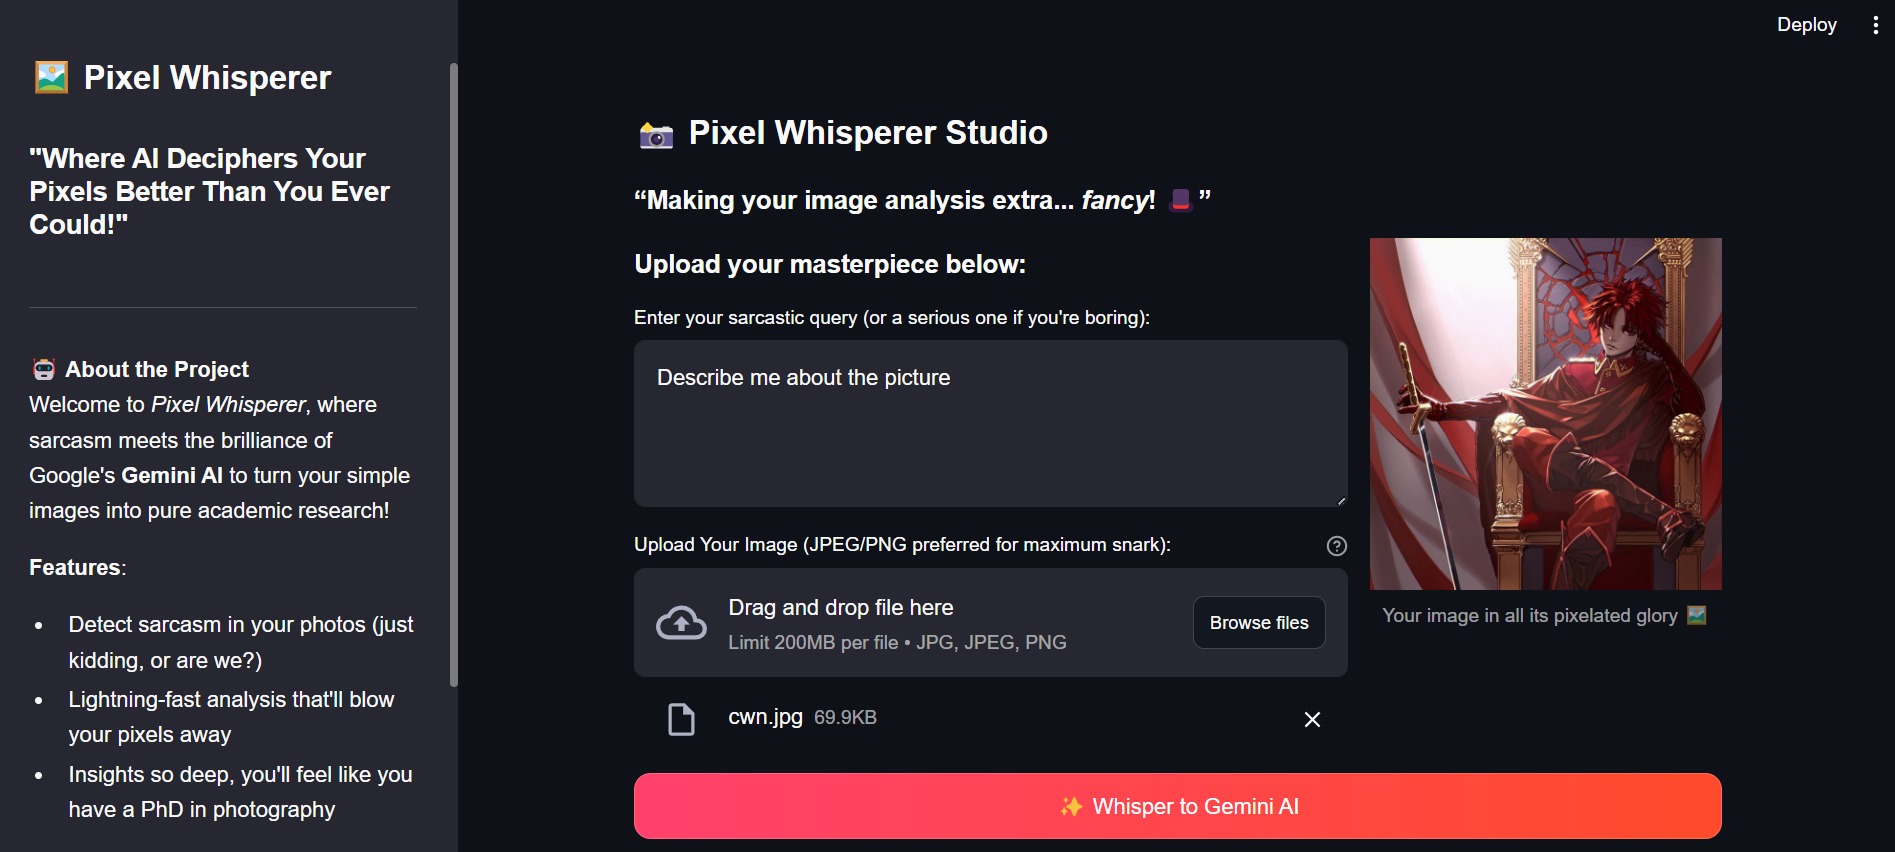 Deploy
Pixel Whisperer
"Where AI Deciphers Your
Pixels Better Than You Ever
Could!"
About the Project
Welcome to Pixel Whisperer, where
sarcasm meets the brilliance of
Google's Gemini AI to turn your simple
images into pure academic research!
Features:
• Detect sarcasm in your photos (just
kidding, or are we?)
• Lightning-fast analysis that'll blow
your pixels away
• Insights so deep, you'll feel like you
have a PhD in photography
Pixel Whisperer Studio
“Making your image analysis extra... fancy! ”
Upload your masterpiece below:
Enter your sarcastic query (or a serious one if you're boring):
Describe me about the picture
Upload Your Image (JPEG/PNG preferred for maximum snark):
Drag and drop file here
Limit 200MB per file • JPG, JPEG, PNG
Browse files
cwn.jpg 69.9KB
Your image in all its pixelated glory
Whisper to Gemini AI